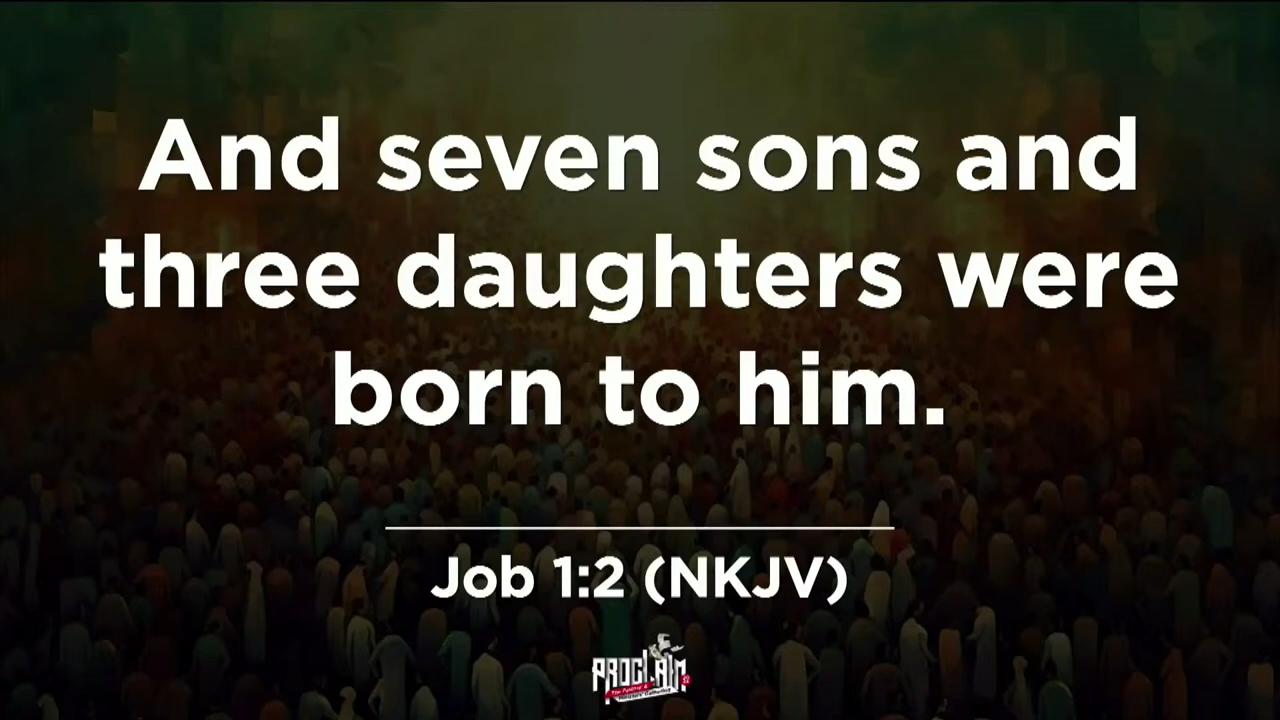 And seven sons and
three daughters were
born to him.
Job 1:2 (NKJV)
PROCLAIM